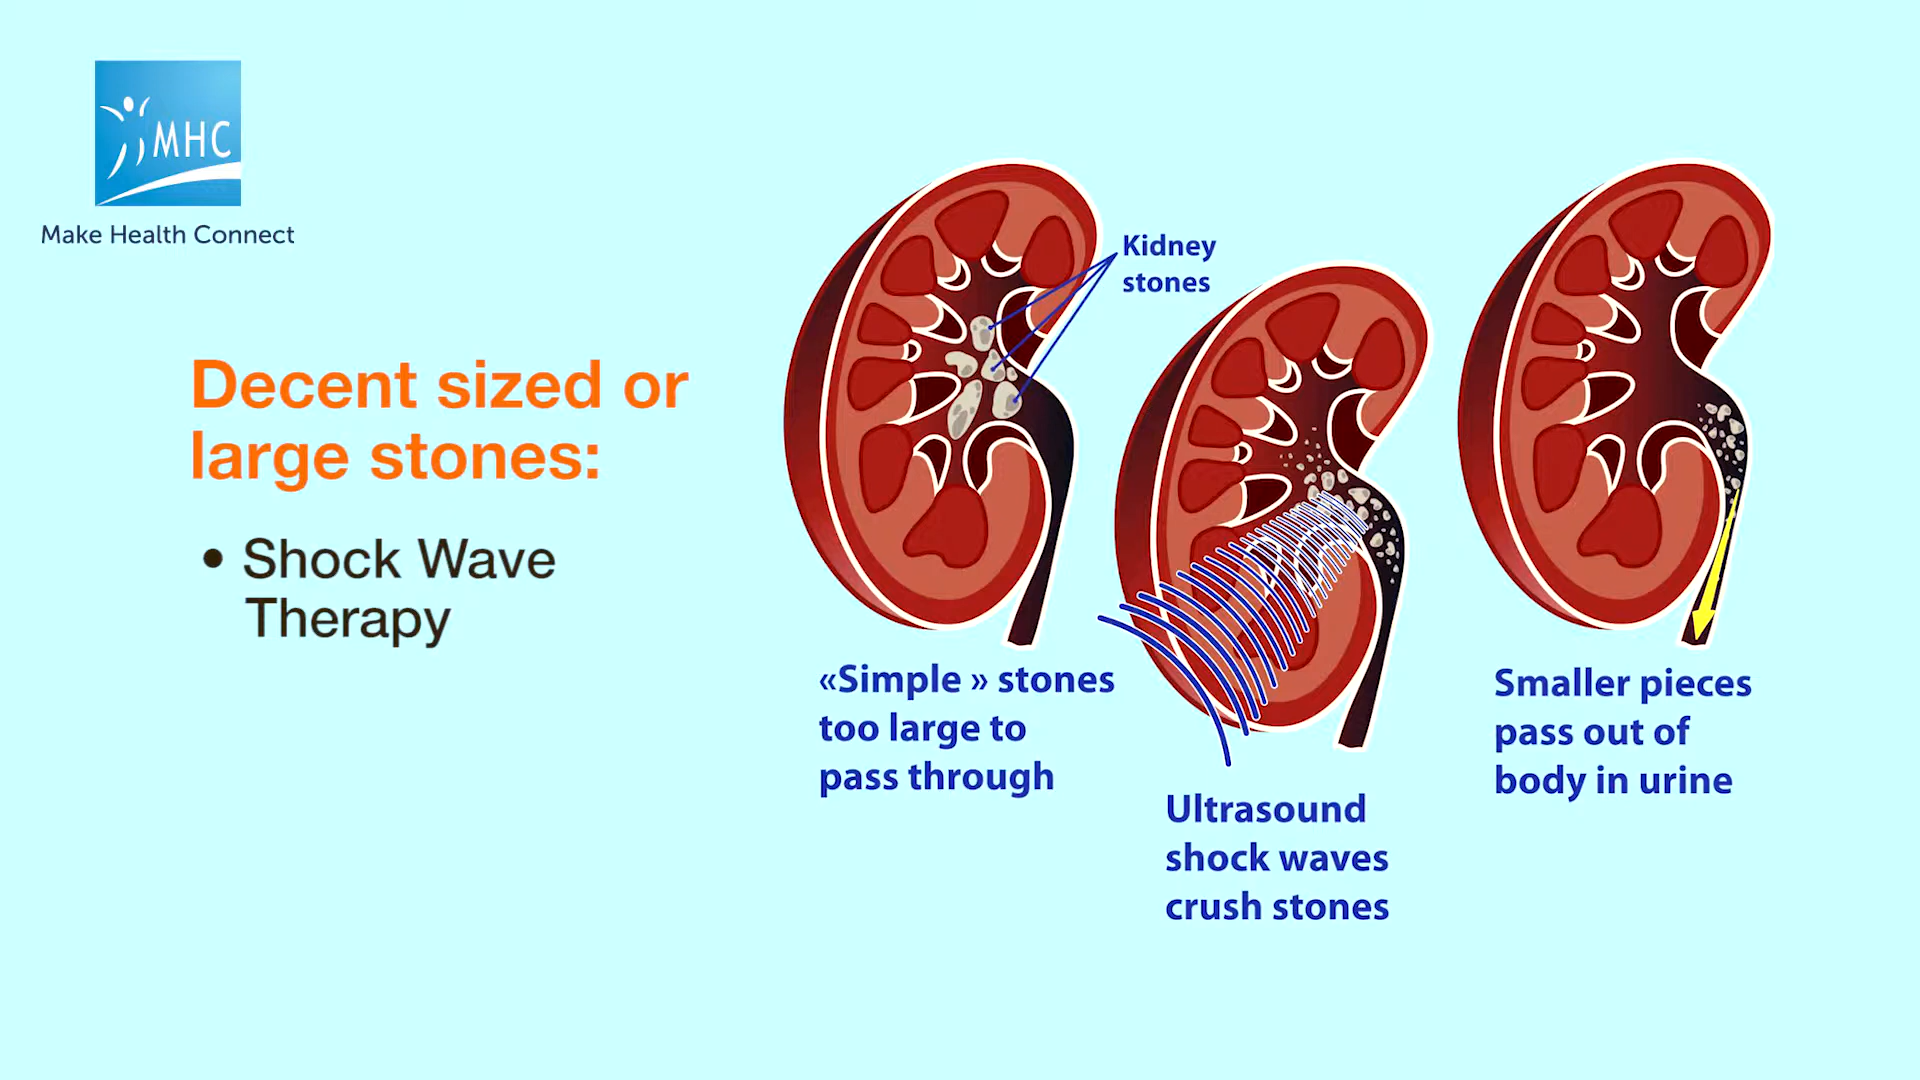 MHC
Make Health Connect
Decent sized or
large stones:
• Shock Wave
Therapy
Kidney
stones
«Simple » stones
too large to
pass through
Ultrasound
shock waves
crush stones
Smaller pieces
pass out of
body in urine